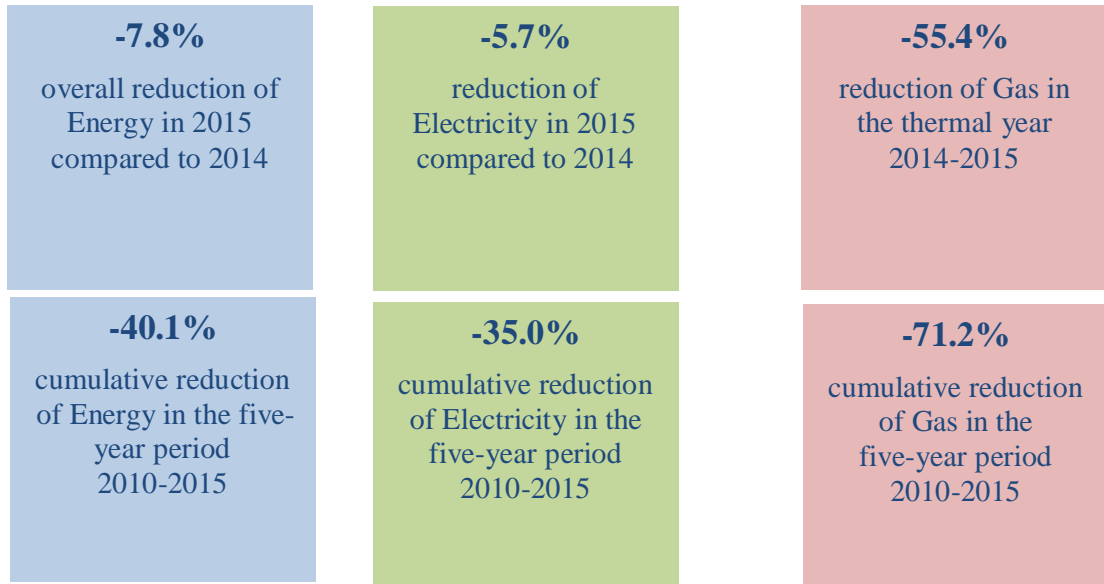 -7.8%
overall reduction of
Energy in 2015
compared to 2014
-5.7%
reduction of
Electricity in 2015
compared to 2014
-55.4%
reduction of Gas in
the thermal year
2014-2015
-40.1%
cumulative reduction
of Energy in the five-
year period
2010-2015
-35.0%
cumulative reduction
of Electricity in the
five-year period
2010-2015
-71.2%
cumulative reduction
of Gas in the
five-year period
2010-2015